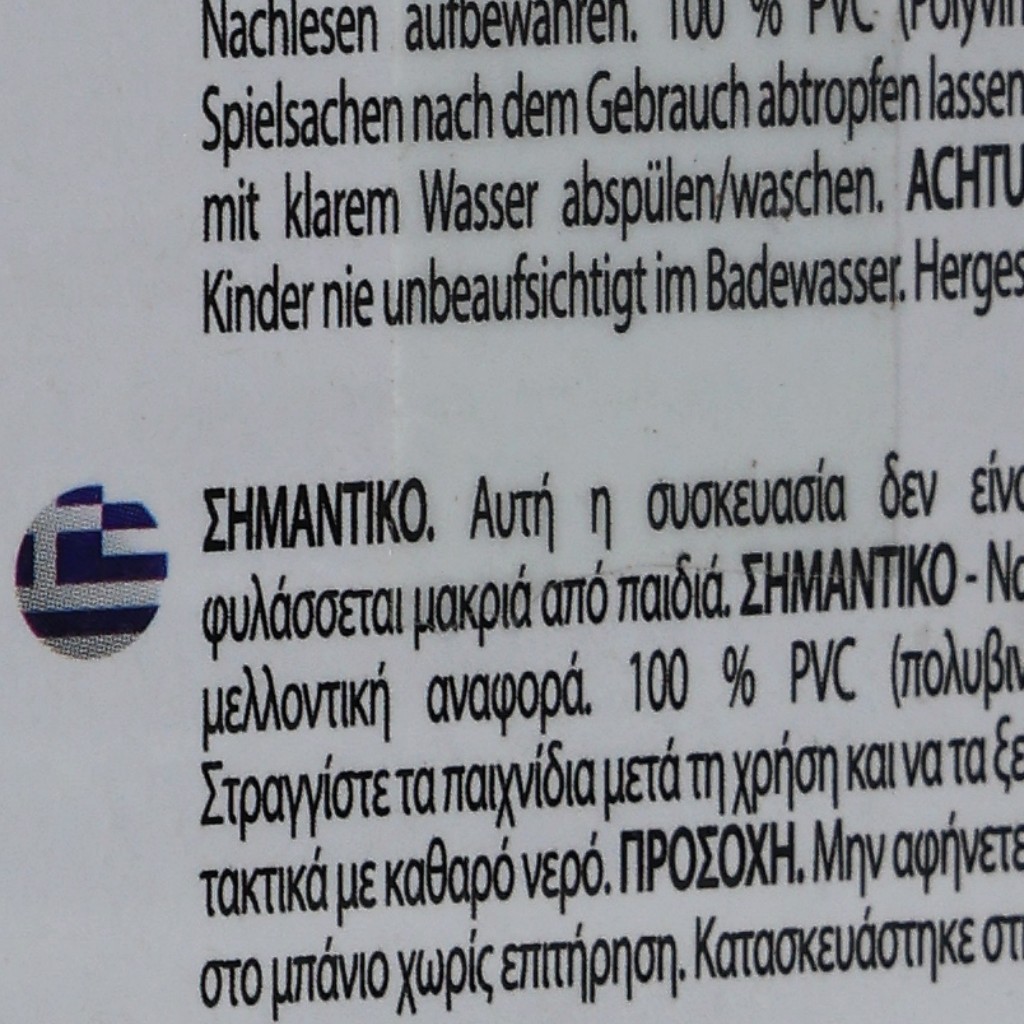 Nachlesen aufbewahren. 100 % PVC
Spielsachen nach dem Gebrauch abtropfen lassen
mit klarem Wasser abspülen/waschen.
Kinder nie unbeaufsichtigt im Badewasser.
ΣΗΜΑΝΤΙΚΟ. Αυτή η συσκευασία δεν
φυλάσσεται μακριά από παιδιά. ΣΗΜΑΝΤΙΚΟ -
μελλοντική αναφορά. 100 % PVC
Στραγγίστε τα παιχνίδια μετά τη χρήση και να τα
τακτικά με καθαρό νερό. ΠΡΟΣΟΧΗ. Μην αφήνετε
στο μπάνιο χωρίς επιτήρηση. Κατασκευάστηκε